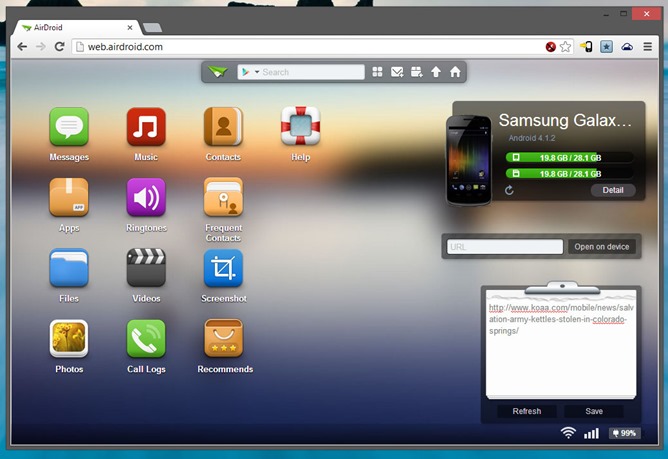 AirDroid
web.airdroid.com
Search
Messages
Music
Contacts
Help
Apps
APP
Ringtones
Frequent
Contacts
Files
Videos
Screenshot
Photos
Call Logs
Recommends
Samsung Galax...
Android 4.1.2
19.8 GB / 28.1 GB
19.8 GB / 28.1 GB
Detail
URL
Open on device
http://www.koaa.com/mobile/news/salv
ation-army-kettles-stolen-in-colorado-
springs/
Refresh
Save
99%